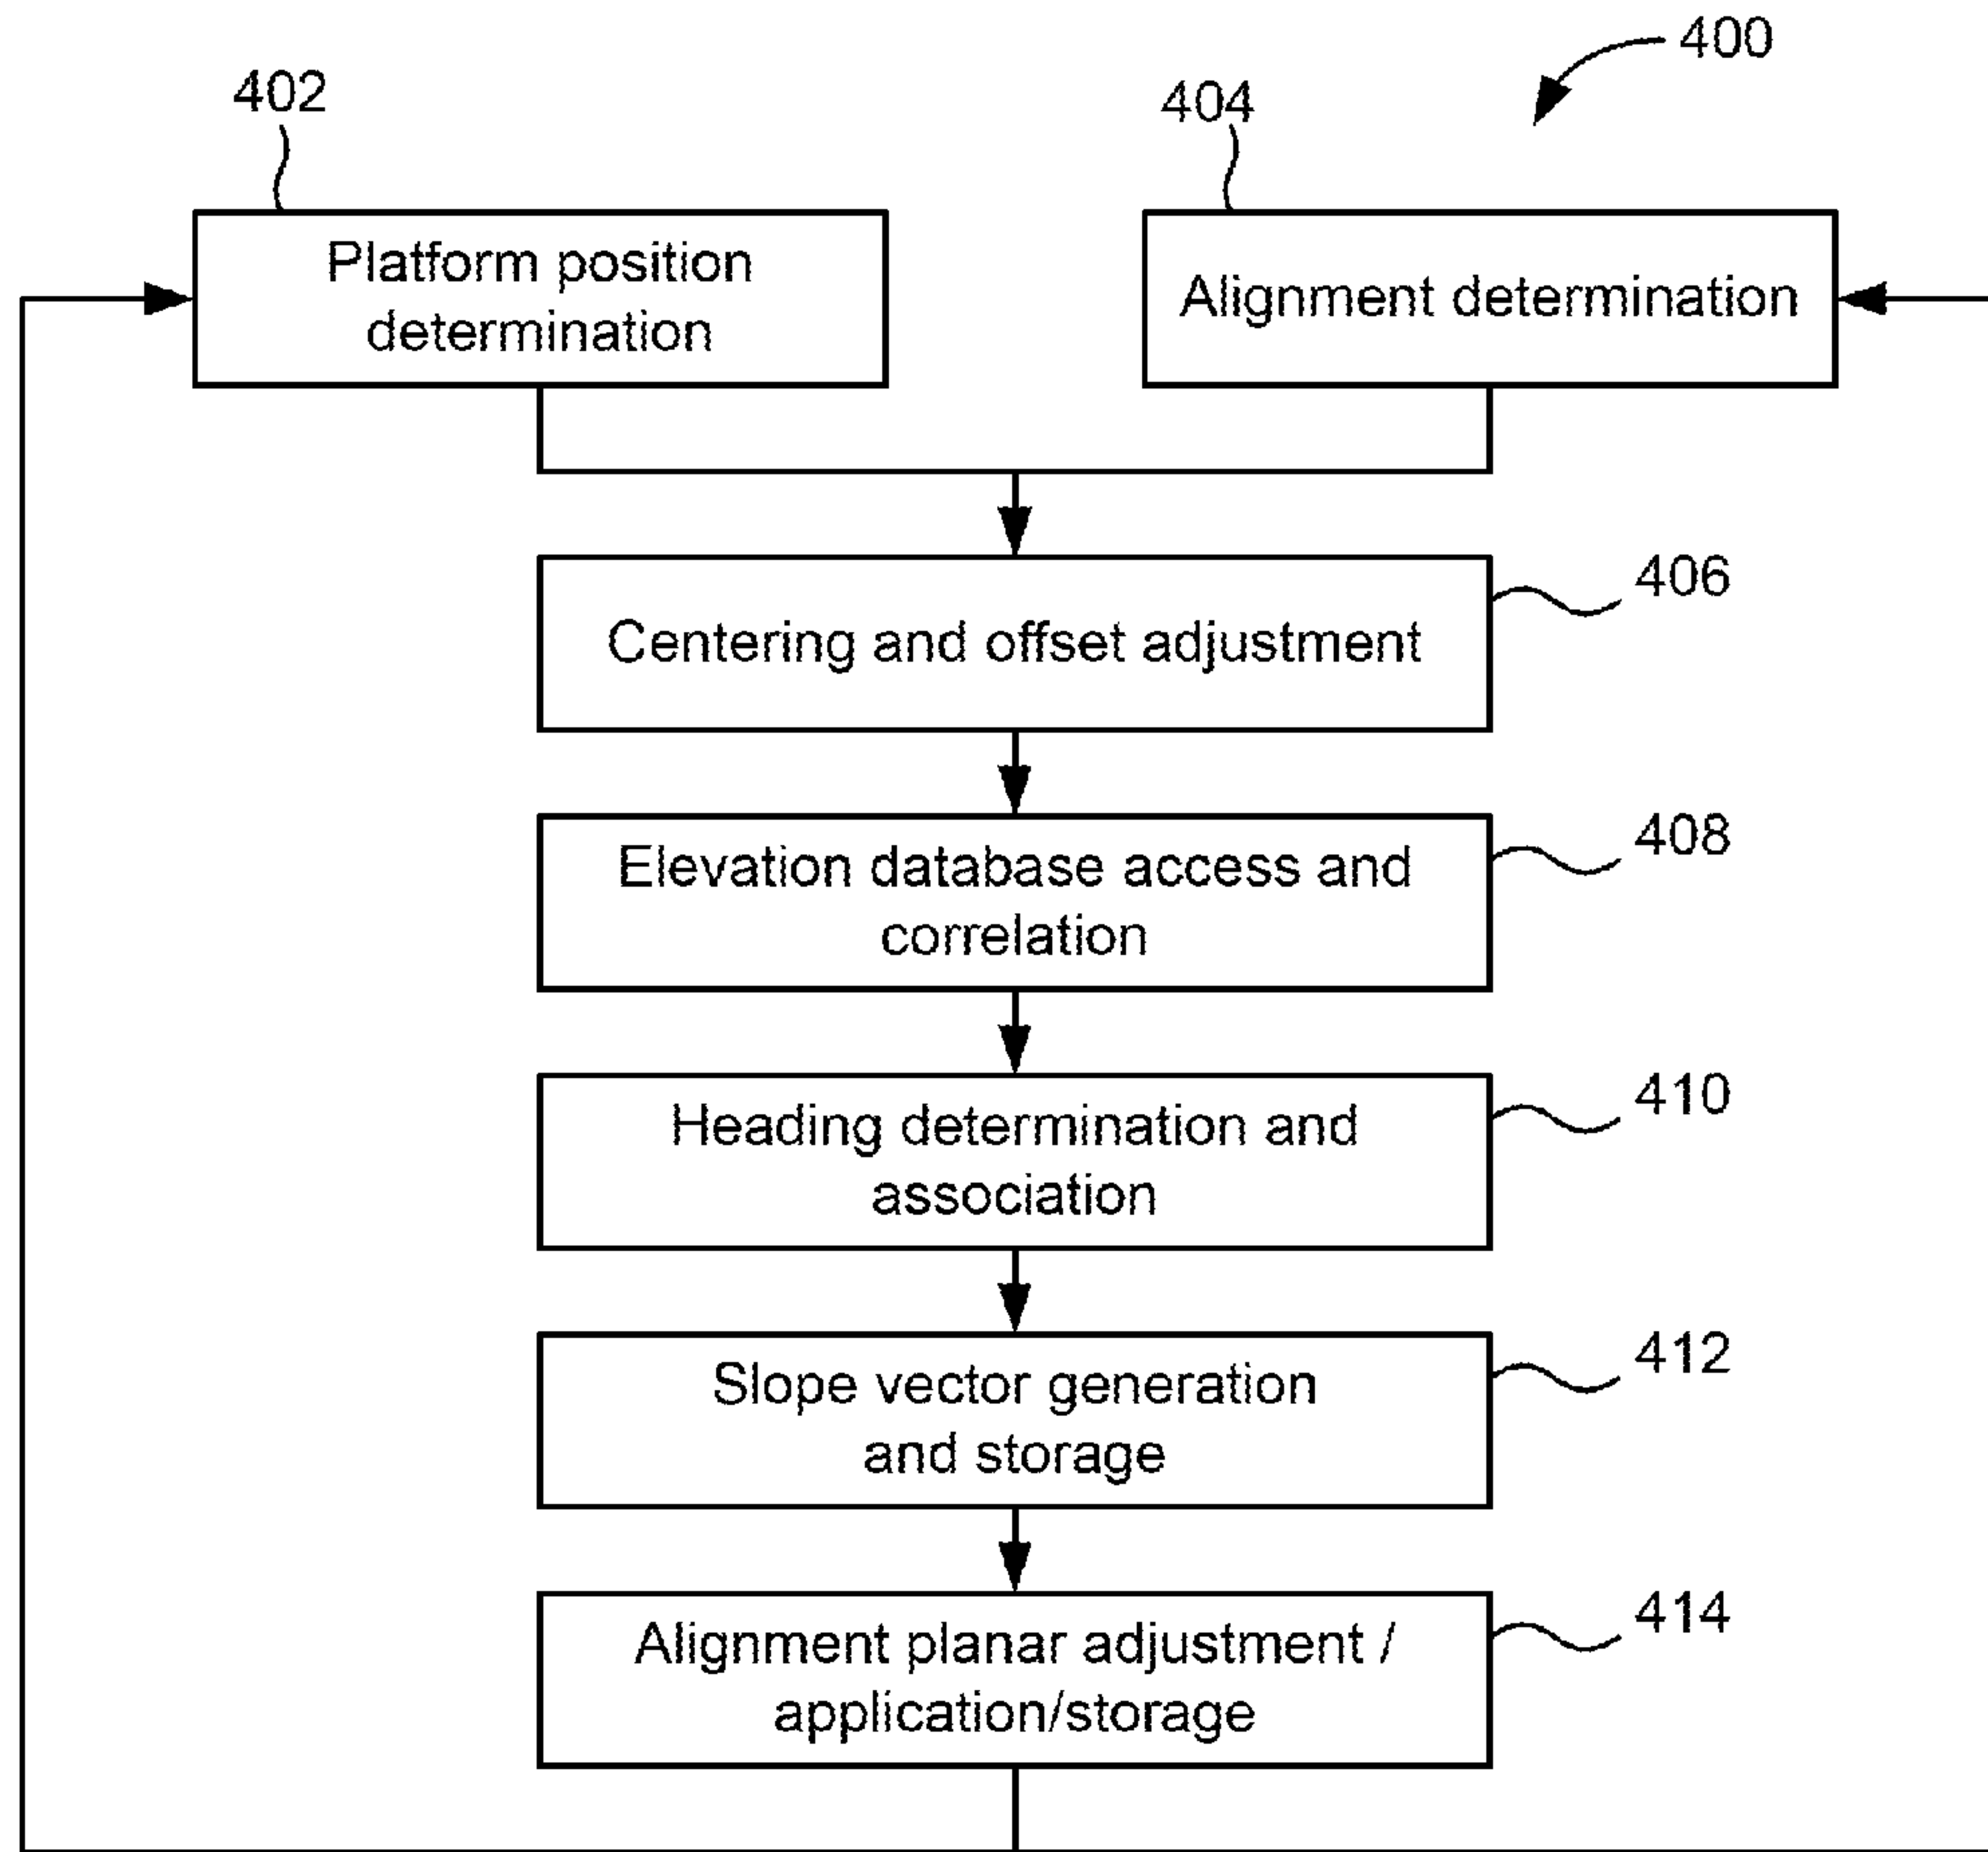 400
402
404
Platform position
determination
Alignment determination
406
Centering and offset adjustment
408
Elevation database access and
correlation
410
Heading determination and
association
412
Slope vector generation
and storage
414
Alignment planar adjustment /
application/storage